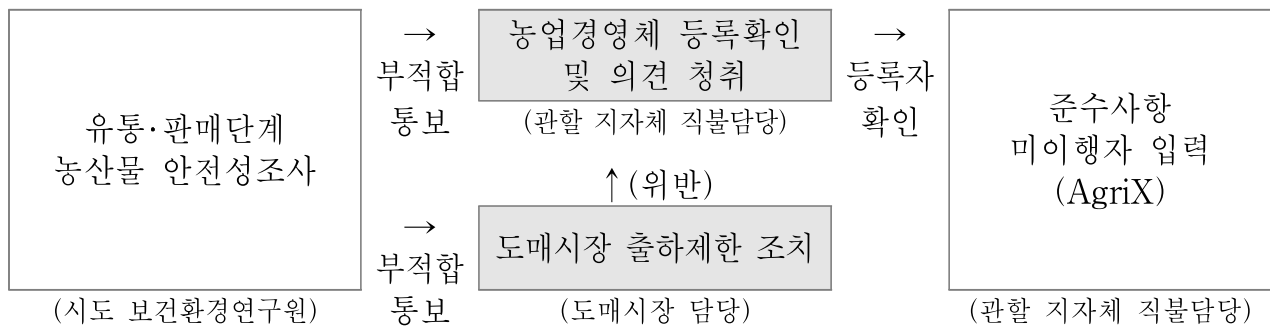 유통·판매단계
농산물 안전성조사
(시도 보건환경연구원)
→
부적합
통보
농업경영체 등록확인
및 의견 청취
(관할 지자체 직불담당)
↑(위반)
→
부적합
통보
도매시장 출하제한 조치
(도매시장 담당)
→
등록자
확인
준수사항
미이행자 입력
(AgriX)
(관할 지자체 직불담당)